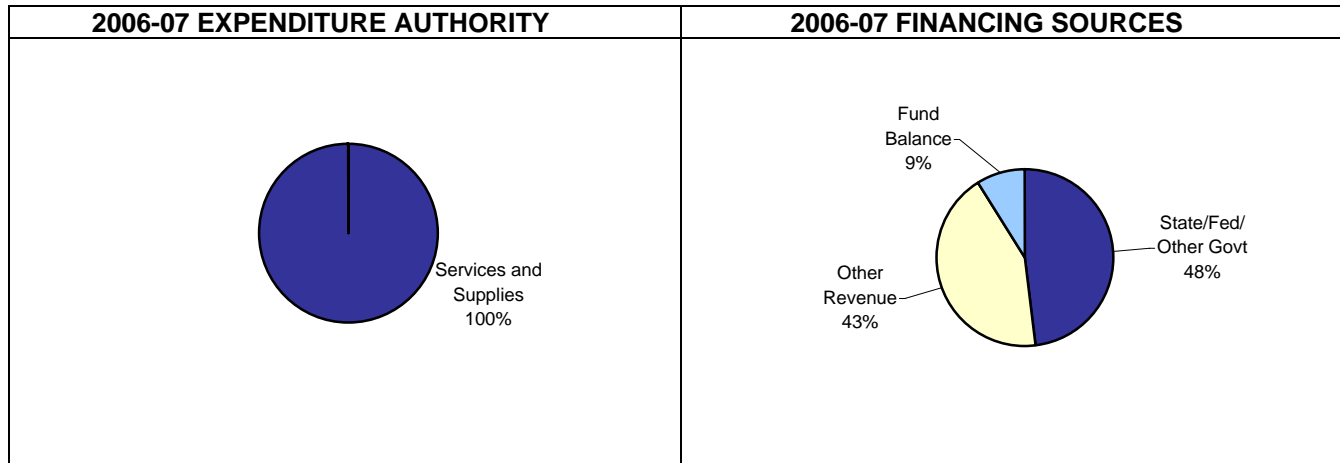 2006-07 EXPENDITURE AUTHORITY
2006-07 FINANCING SOURCES
Services and
Supplies
100%
Fund
Balance
9%
State/Fed/
Other Govt
48%
Other
Revenue
43%